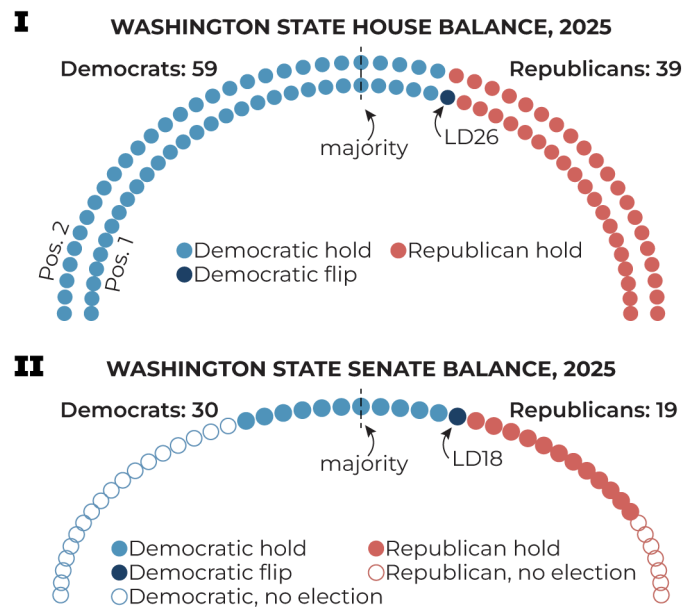 I
WASHINGTON STATE HOUSE BALANCE, 2025
Democrats: 59
Republicans: 39
majority
LD26
Pos. 2
Pos. 1
Democratic hold
Republican hold
Democratic flip
II
WASHINGTON STATE SENATE BALANCE, 2025
Democrats: 30
Republicans: 19
majority
LD18
Democratic hold
Republican hold
Democratic flip
Republican, no election
Democratic, no election